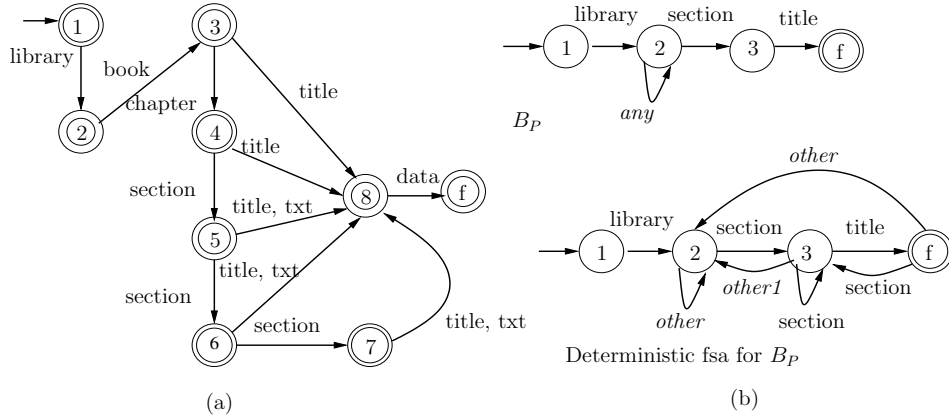 1
library
2
book
3
chapter
title
4
title
section
title, txt
8
data
f
5
title, txt
section
6
section
7
title, txt
(a)
1
library
2
section
3
title
f
any
B_P
other
1
library
2
section
3
title
f
other
other1
section
section
Deterministic fsa for B_P
(b)